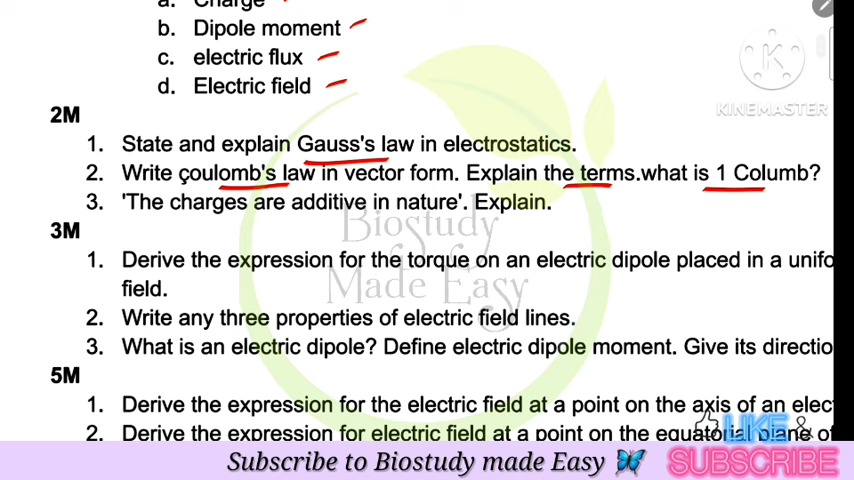 a. Charge
b. Dipole moment
c. electric flux
d. Electric field
KINEMASTER
2M
1. State and explain Gauss's law in electrostatics.
2. Write çoulomb's law in vector form. Explain the terms.what is 1 Columb?
3. 'The charges are additive in nature'. Explain.
Biostudy
Made Easy
3M
1. Derive the expression for the torque on an electric dipole placed in a unifo
field.
2. Write any three properties of electric field lines.
3. What is an electric dipole? Define electric dipole moment. Give its directio
5M
1. Derive the expression for the electric field at a point on the axis of an elec
2. Derive the expression for electric field at a point on the equatorial plane of
LIKE &
SUBSCRIBE
Subscribe to Biostudy made Easy